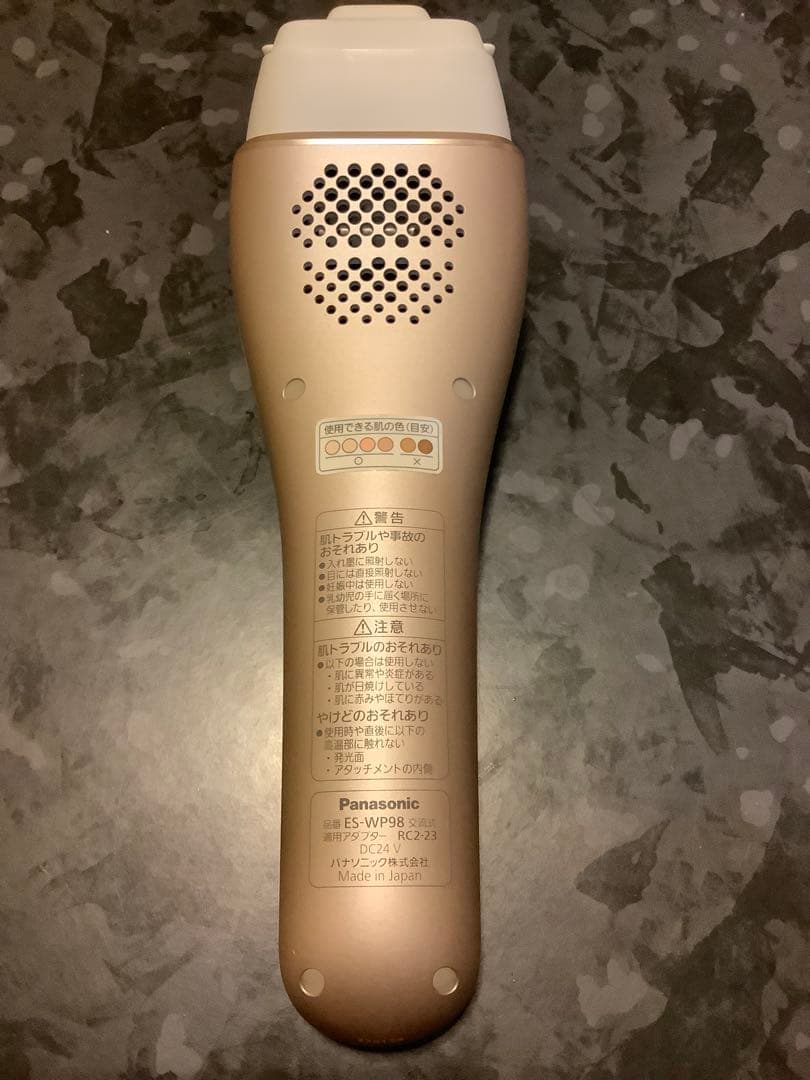 使用できる肌の色(目安)
○ ×
⚠警告
肌トラブルや事故の
おそれあり
●入れ墨に照射しない
●目には直接照射しない
●妊娠中は使用しない
●乳幼児の手に届く場所に
保管したり、使用させない
⚠注意
肌トラブルのおそれあり
●以下の場合は使用しない
・肌に異常や炎症がある
・肌が日焼けしている
・肌に赤みやほてりがある
やけどのおそれあり
●使用時や直後に以下の
高温部に触れない
・発光面
・アタッチメントの内側
Panasonic
品番 ES-WP98 交流式
適用アダプター RC2-23
DC24 V
パナソニック株式会社
Made in Japan